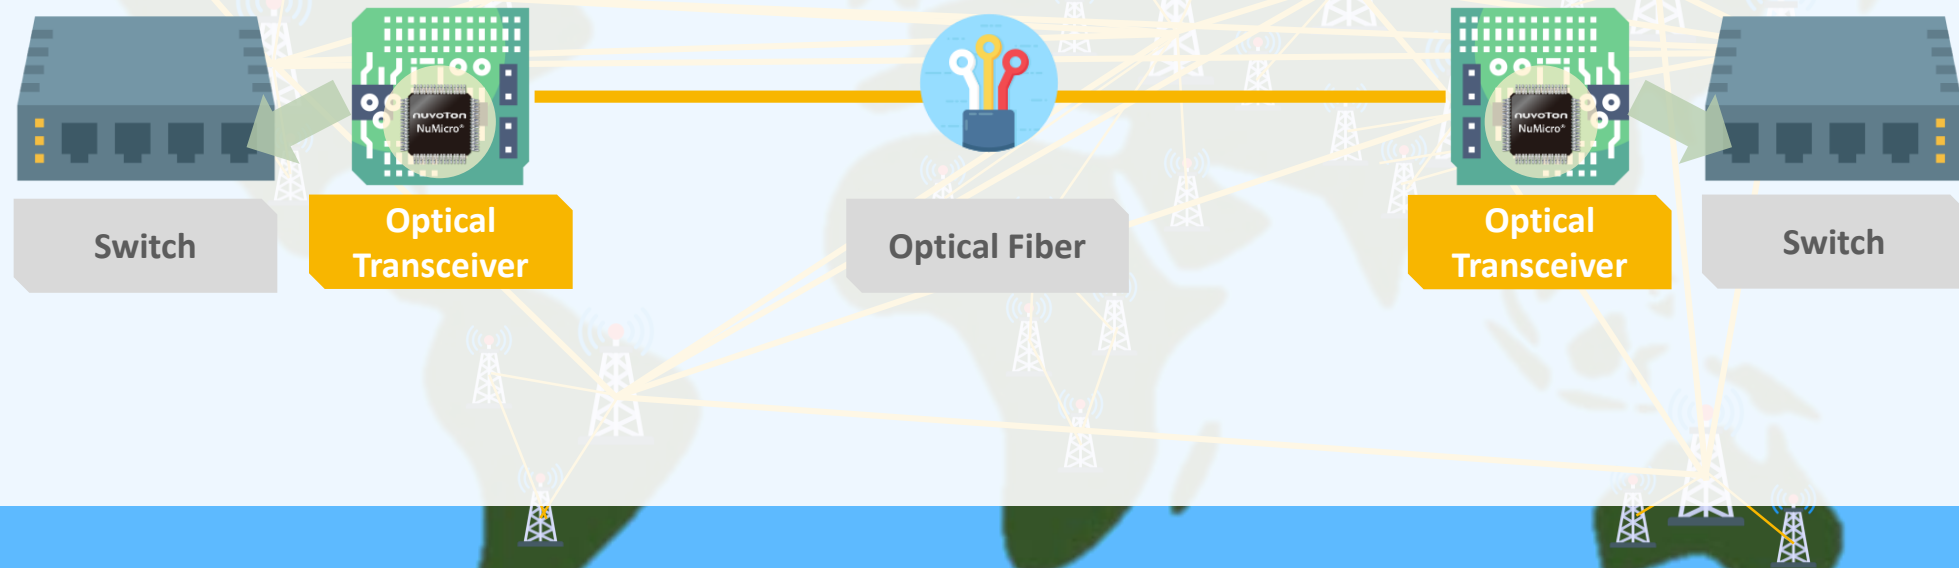 nuvoTon
NuMicro®
nuvoTon
NuMicro®
Switch
Optical
Transceiver
Optical Fiber
Optical
Transceiver
Switch